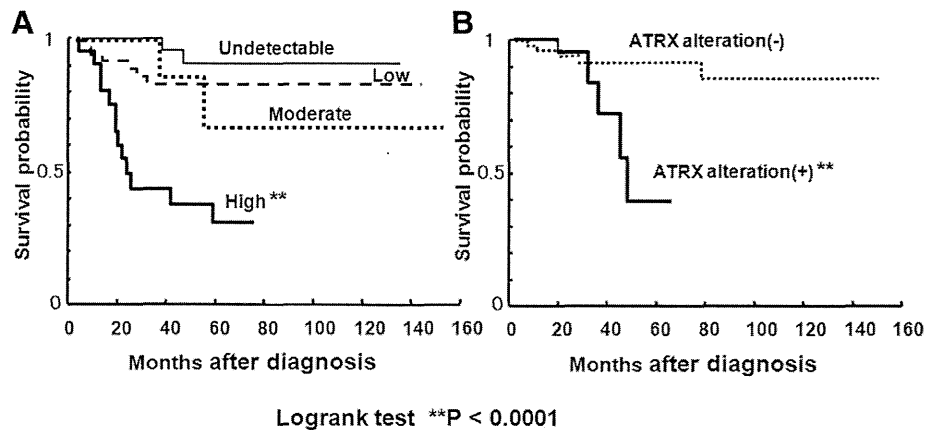 A
1
Undetectable
Low
Moderate
0.5
High **
0
Survival probability
0 20 40 60 80 100 120 140 160
Months after diagnosis
B
1
ATRX alteration(-)
0.5
ATRX alteration(+) **
0
Survival probability
0 20 40 60 80 100 120 140 160
Months after diagnosis
Logrank test **P < 0.0001